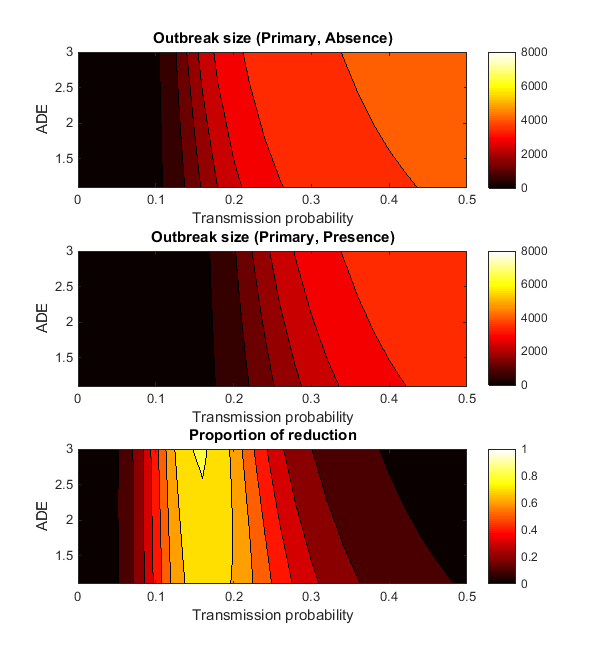 Outbreak size (Primary, Absence)
3
2.5
2
1.5
ADE
0 0.1 0.2 0.3 0.4 0.5
Transmission probability
8000
6000
4000
2000
0
Outbreak size (Primary, Presence)
3
2.5
2
1.5
ADE
0 0.1 0.2 0.3 0.4 0.5
Transmission probability
8000
6000
4000
2000
0
Proportion of reduction
3
2.5
2
1.5
ADE
0 0.1 0.2 0.3 0.4 0.5
Transmission probability
1
0.8
0.6
0.4
0.2
0